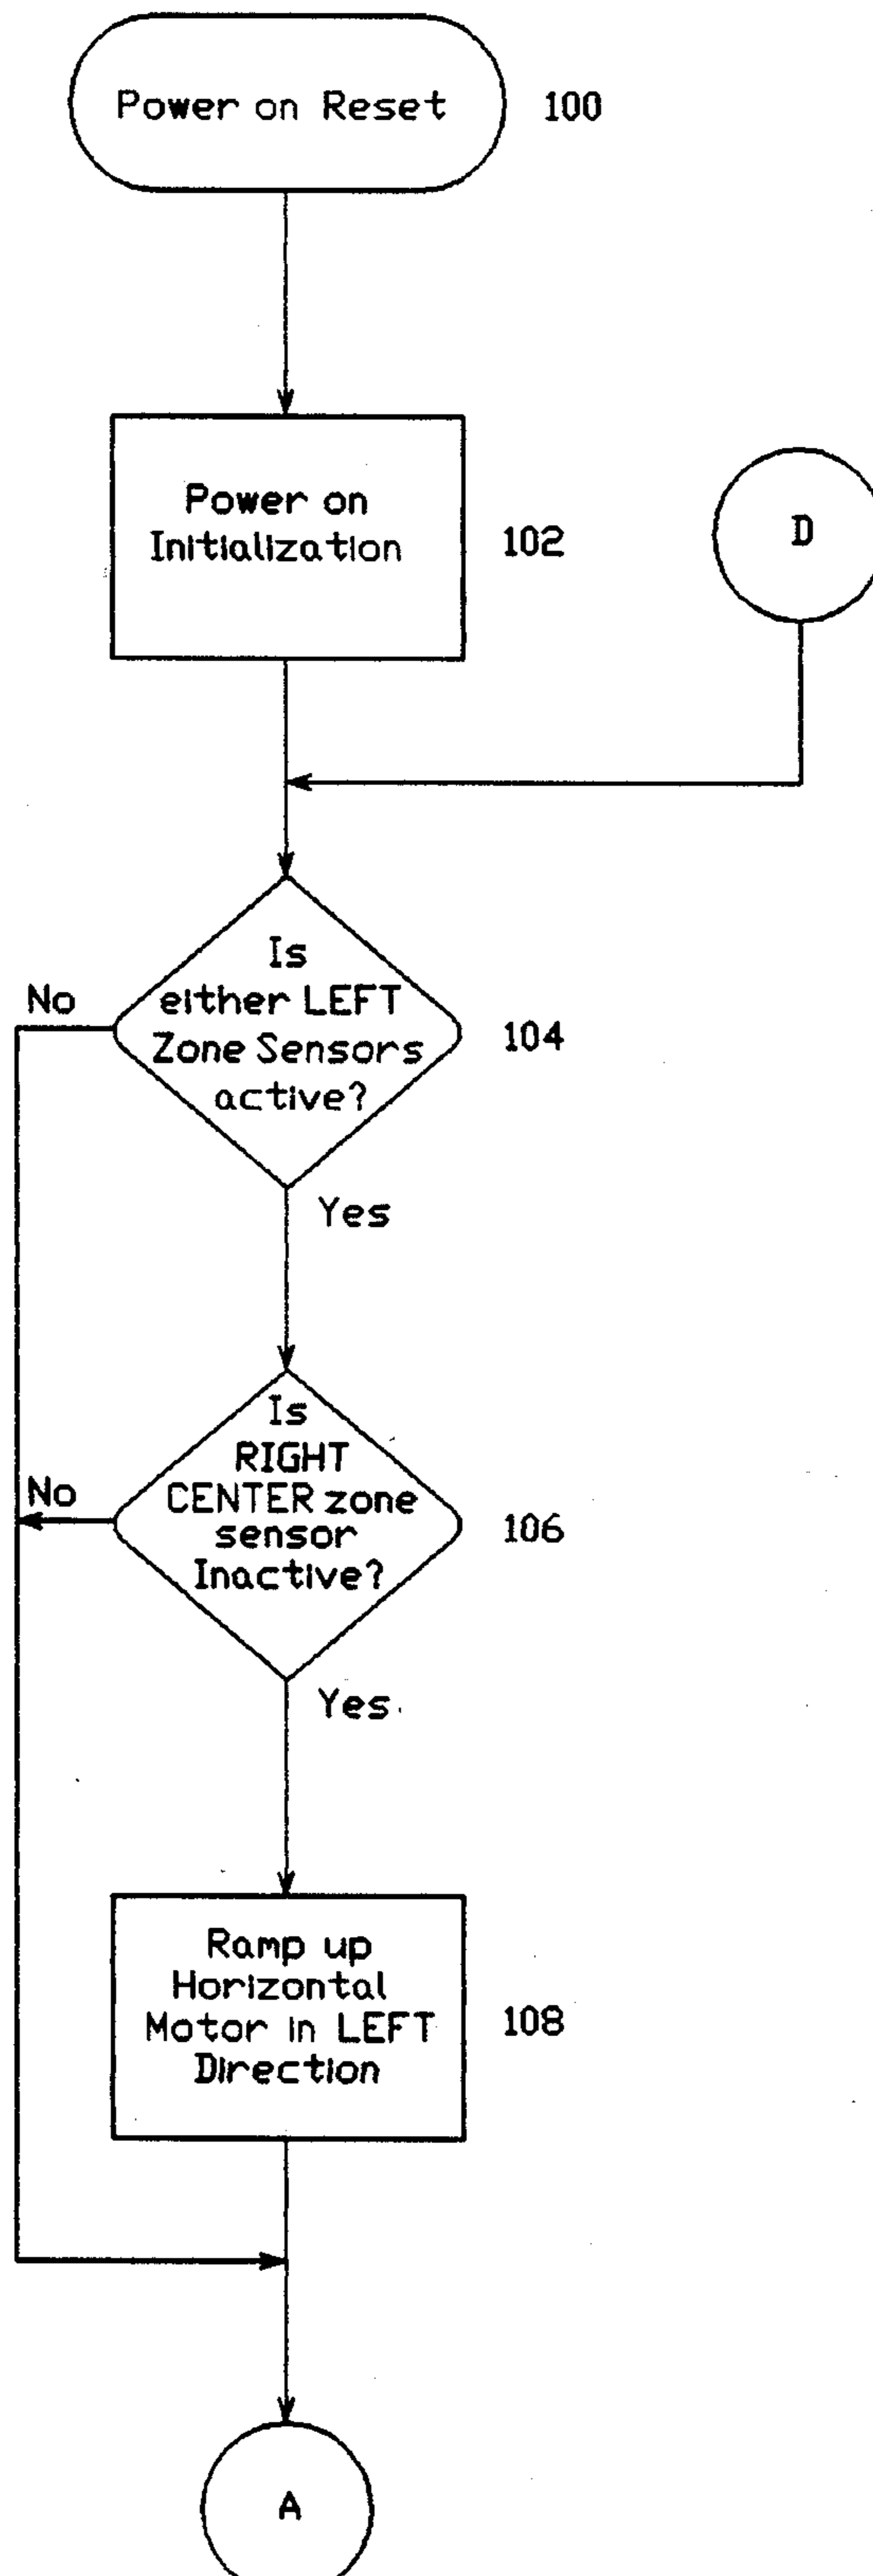 Power on Reset
100
Power on
Initialization
102
D
Is
either LEFT
Zone Sensors
active?
104
No
Yes
Is
RIGHT
CENTER zone
sensor
Inactive?
106
No
Yes
Ramp up
Horizontal
Motor in LEFT
Direction
108
A